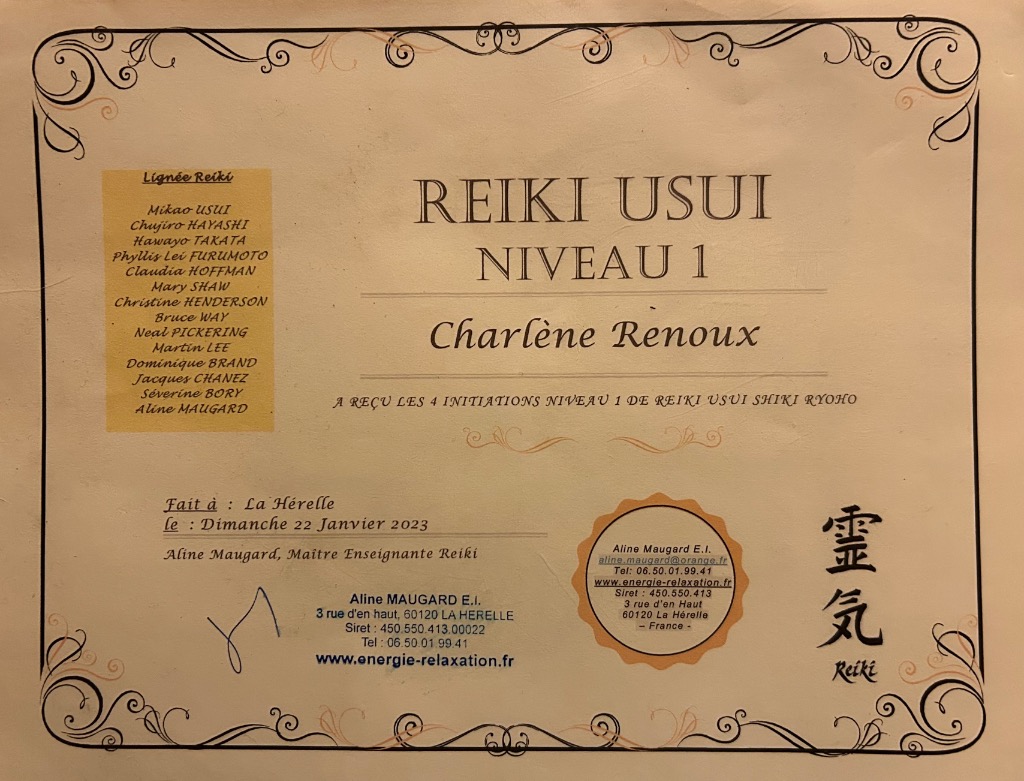 Lignée Reiki
Mikao USUI
Chujiro HAYASHI
Hawayo TAKATA
Phyllis Lei FURUMOTO
Claudia HOFFMAN
Mary SHAW
Christine HENDERSON
Bruce WAY
Neal PICKERING
Martin LEE
Dominique BRAND
Jacques CHANEZ
Séverine BORY
Aline MAUGARD
REIKI USUI
NIVEAU 1
Charlène Renoux
A REÇU LES 4 INITIATIONS NIVEAU 1 DE REIKI USUI SHIKI RYOHO
Fait à : La Hérelle
le : Dimanche 22 Janvier 2023
Aline Maugard, Maître Enseignante Reiki
Aline MAUGARD E.I.
3 rue d'en haut, 60120 LA HERELLE
Siret : 450.550.413.00022
Tel : 06.50.01.99.41
www.energie-relaxation.fr
Aline Maugard E.I.
aline.maugard@orange.fr
Tel: 06.50.01.99.41
www.energie-relaxation.fr
Siret : 450.550.413
3 rue d'en Haut
60120 La Hérelle
– France -
靈
気
Reiki